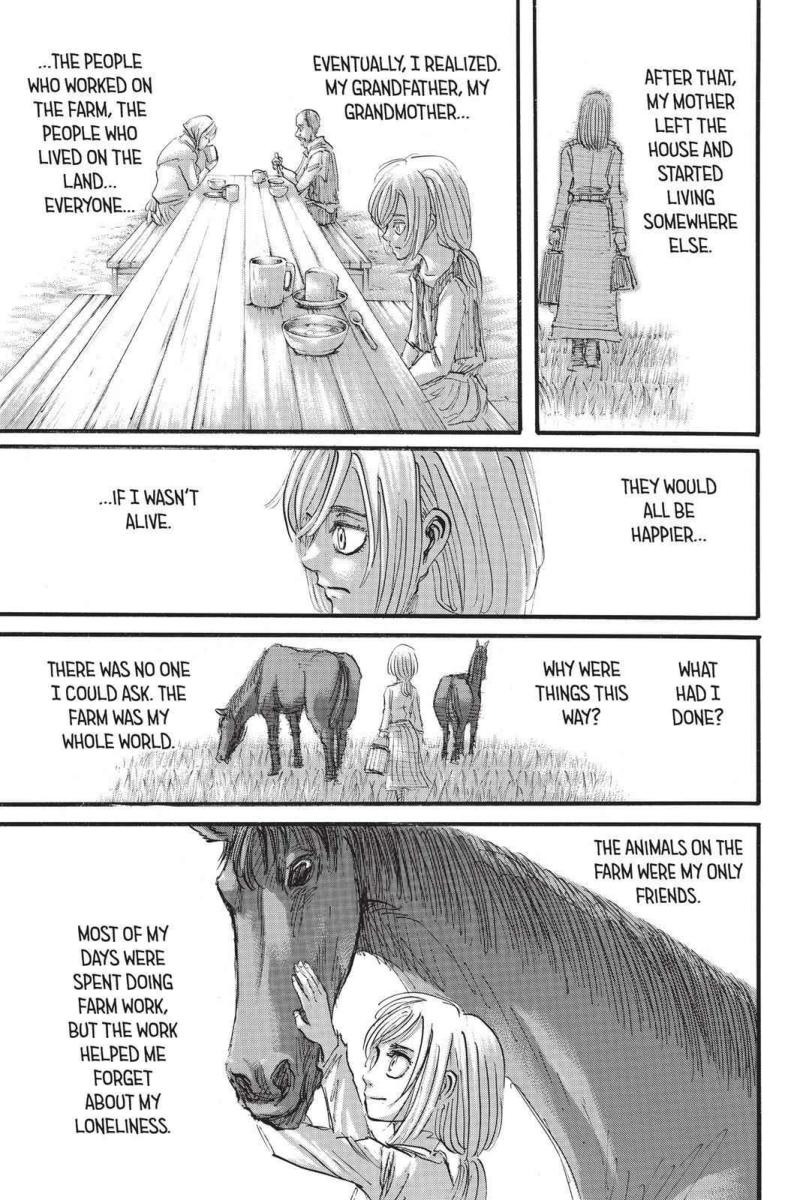 AFTER THAT,
MY MOTHER
LEFT THE
HOUSE AND
STARTED
LIVING
SOMEWHERE
ELSE.
EVENTUALLY, I REALIZED.
MY GRANDFATHER, MY
GRANDMOTHER...
...THE PEOPLE
WHO WORKED ON
THE FARM, THE
PEOPLE WHO
LIVED ON THE
LAND...
EVERYONE...
THEY WOULD
ALL BE
HAPPIER...
...IF I WASN'T
ALIVE.
WHAT
HAD I
DONE?
WHY WERE
THINGS THIS
WAY?
THERE WAS NO ONE
I COULD ASK. THE
FARM WAS MY
WHOLE WORLD.
THE ANIMALS ON THE
FARM WERE MY ONLY
FRIENDS.
MOST OF MY
DAYS WERE
SPENT DOING
FARM WORK,
BUT THE WORK
HELPED ME
FORGET
ABOUT MY
LONELINESS.